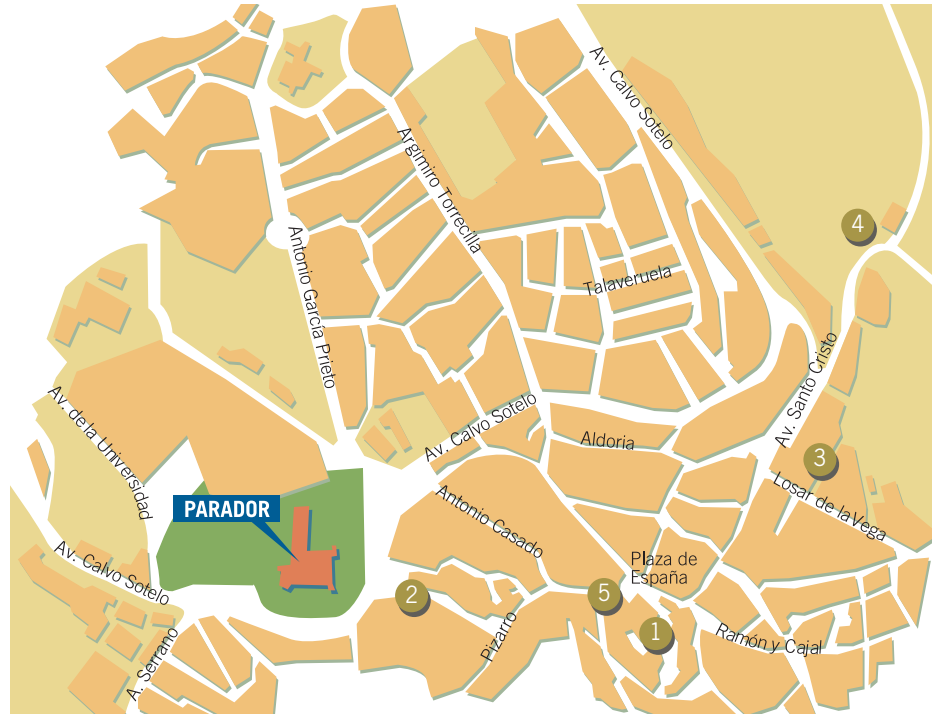 Av. Calvo Sotelo
Argimiro Torrecilla
4
Antonio García Prieto
Talaveruela
Av. Santo Cristo
Av. de la Universidad
Av. Calvo Sotelo
Aldoria
3
Losar de la Vega
PARADOR
Antonio Casado
Av. Calvo Sotelo
Plaza de
España
2
5
1
Pizarro
Ramón y Cajal
A. Serrano